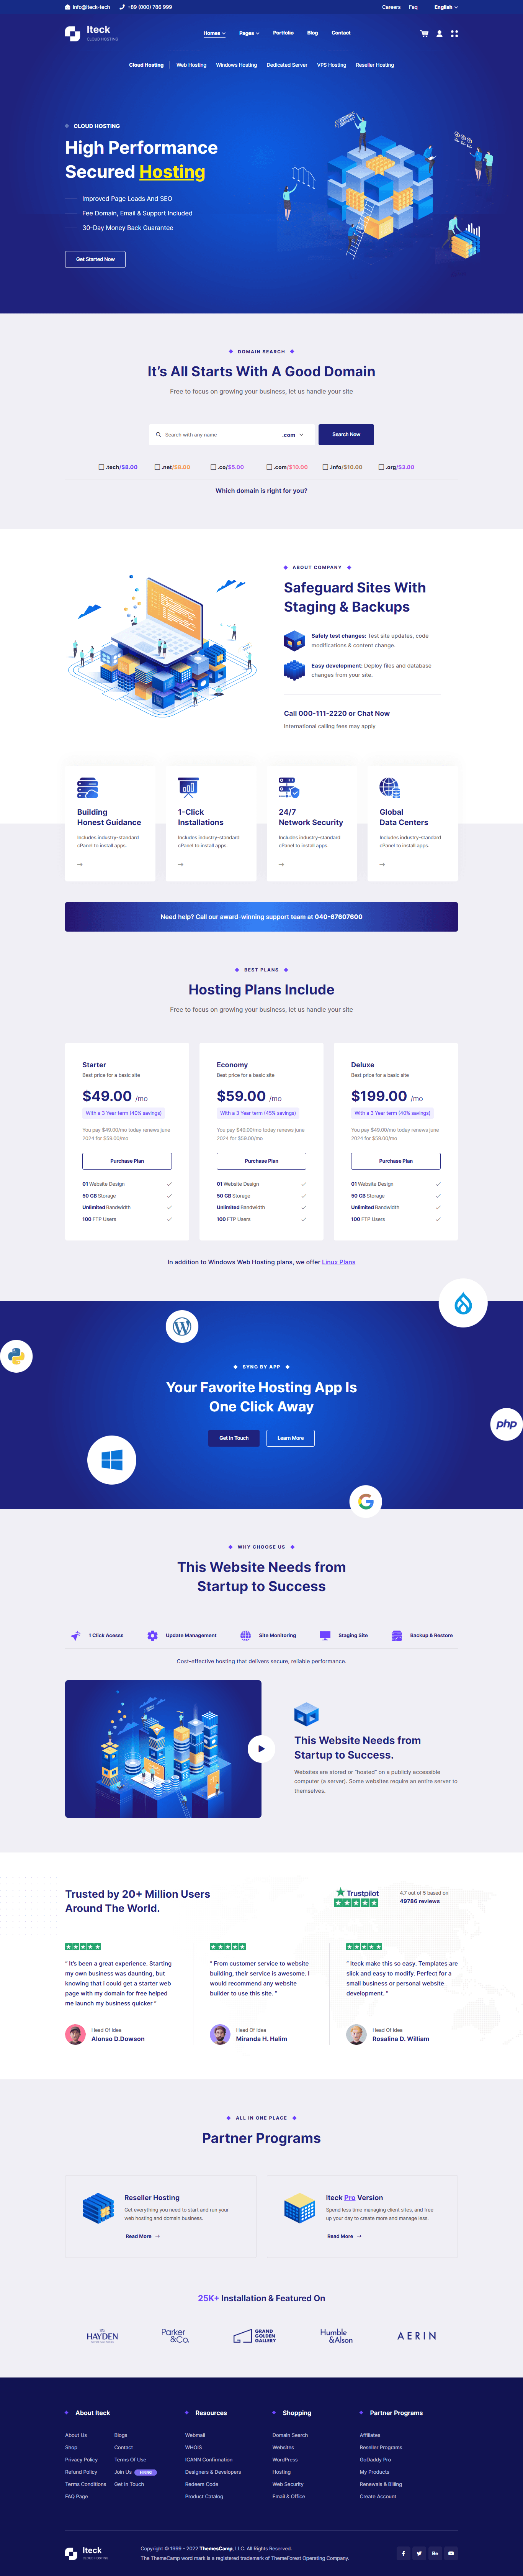 info@iteck-tech
+89 (000) 786 999
Careers
Faq
English
Iteck
CLOUD HOSTING
Homes
Pages
Portfolio
Blog
Contact
Cloud Hosting
Web Hosting
Windows Hosting
Dedicated Server
VPS Hosting
Reseller Hosting
CLOUD HOSTING
High Performance
Secured Hosting
Improved Page Loads And SEO
Fee Domain, Email & Support Included
30-Day Money Back Guarantee
Get Started Now
DOMAIN SEARCH
It's All Starts With A Good Domain
Free to focus on growing your business, let us handle your site
Search with any name
.com
Search Now
.tech/$8.00
.net/$8.00
.co/$5.00
.com/$10.00
.info/$10.00
.org/$3.00
Which domain is right for you?
ABOUT COMPANY
Safeguard Sites With
Staging & Backups
Safely test changes: Test site updates, code
modifications & content change.
Easy development: Deploy files and database
changes from your site.
Call 000-111-2220 or Chat Now
International calling fees may apply
Building
Honest Guidance
Includes industry-standard
cPanel to install apps.
1-Click
Installations
Includes industry-standard
cPanel to install apps.
24/7
Network Security
Includes industry-standard
cPanel to install apps.
Global
Data Centers
Includes industry-standard
cPanel to install apps.
Need help? Call our award-winning support team at 040-67607600
BEST PLANS
Hosting Plans Include
Free to focus on growing your business, let us handle your site
Starter
Best price for a basic site
$49.00 /mo
With a 3 Year term (40% savings)
You pay $49.00/mo today renews june
2024 for $59.00/mo
Purchase Plan
01 Website Design
50 GB Storage
Unlimited Bandwidth
100 FTP Users
Economy
Best price for a basic site
$59.00 /mo
With a 3 Year term (45% savings)
You pay $49.00/mo today renews june
2024 for $59.00/mo
Purchase Plan
01 Website Design
50 GB Storage
Unlimited Bandwidth
100 FTP Users
Deluxe
Best price for a basic site
$199.00 /mo
With a 3 Year term (40% savings)
You pay $49.00/mo today renews june
2024 for $59.00/mo
Purchase Plan
01 Website Design
50 GB Storage
Unlimited Bandwidth
100 FTP Users
In addition to Windows Web Hosting plans, we offer Linux Plans
SYNC BY APP
Your Favorite Hosting App Is
One Click Away
Get In Touch
Learn More
php
WHY CHOOSE US
This Website Needs from
Startup to Success
1 Click Acesss
Update Management
Site Monitoring
Staging Site
Backup & Restore
Cost-effective hosting that delivers secure, reliable performance.
This Website Needs from
Startup to Success.
Websites are stored or "hosted" on a publicly accessible
computer (a server). Some websites require an entire server to
themselves.
Trusted by 20+ Million Users
Around The World.
Trustpilot
4.7 out of 5 based on
49786 reviews
" It's been a great experience. Starting
my own business was daunting, but
knowing that i could get a starter web
page with my domain for free helped
me launch my business quicker "
Head Of Idea
Alonso D.Dowson
" From customer service to website
building, their service is awesome. I
would recommend any website
builder to use this site. "
Head Of Idea
Miranda H. Halim
" Iteck make this so easy. Templates are
slick and easy to modify. Perfect for a
small business or personal website
development. "
Head Of Idea
Rosalina D. William
ALL IN ONE PLACE
Partner Programs
Reseller Hosting
Get everything you need to start and run your
web hosting and domain business.
Read More
Iteck Pro Version
Spend less time managing client sites, and free
up your day to create more and manage less.
Read More
25K+ Installation & Featured On
HAYDEN
Parker
&Co.
GRAND
GOLDEN
GALLERY
Humble
&Alson
AERIN
About Iteck
About Us
Shop
Privacy Policy
Refund Policy
Terms Conditions
FAQ Page
Blogs
Contact
Terms Of Use
Join Us
Get In Touch
Resources
Webmail
WHOIS
ICANN Confirmation
Designers & Developers
Redeem Code
Product Catalog
Shopping
Domain Search
Websites
WordPress
Hosting
Web Security
Email & Office
Partner Programs
Affiliates
Reseller Programs
GoDaddy Pro
My Products
Renewals & Billing
Create Account
Iteck
CLOUD HOSTING
Copyright © 1999 - 2022 ThemesCamp, LLC. All Rights Reserved.
The ThemeCamp word mark is a registered trademark of ThemeForest Operating Company.